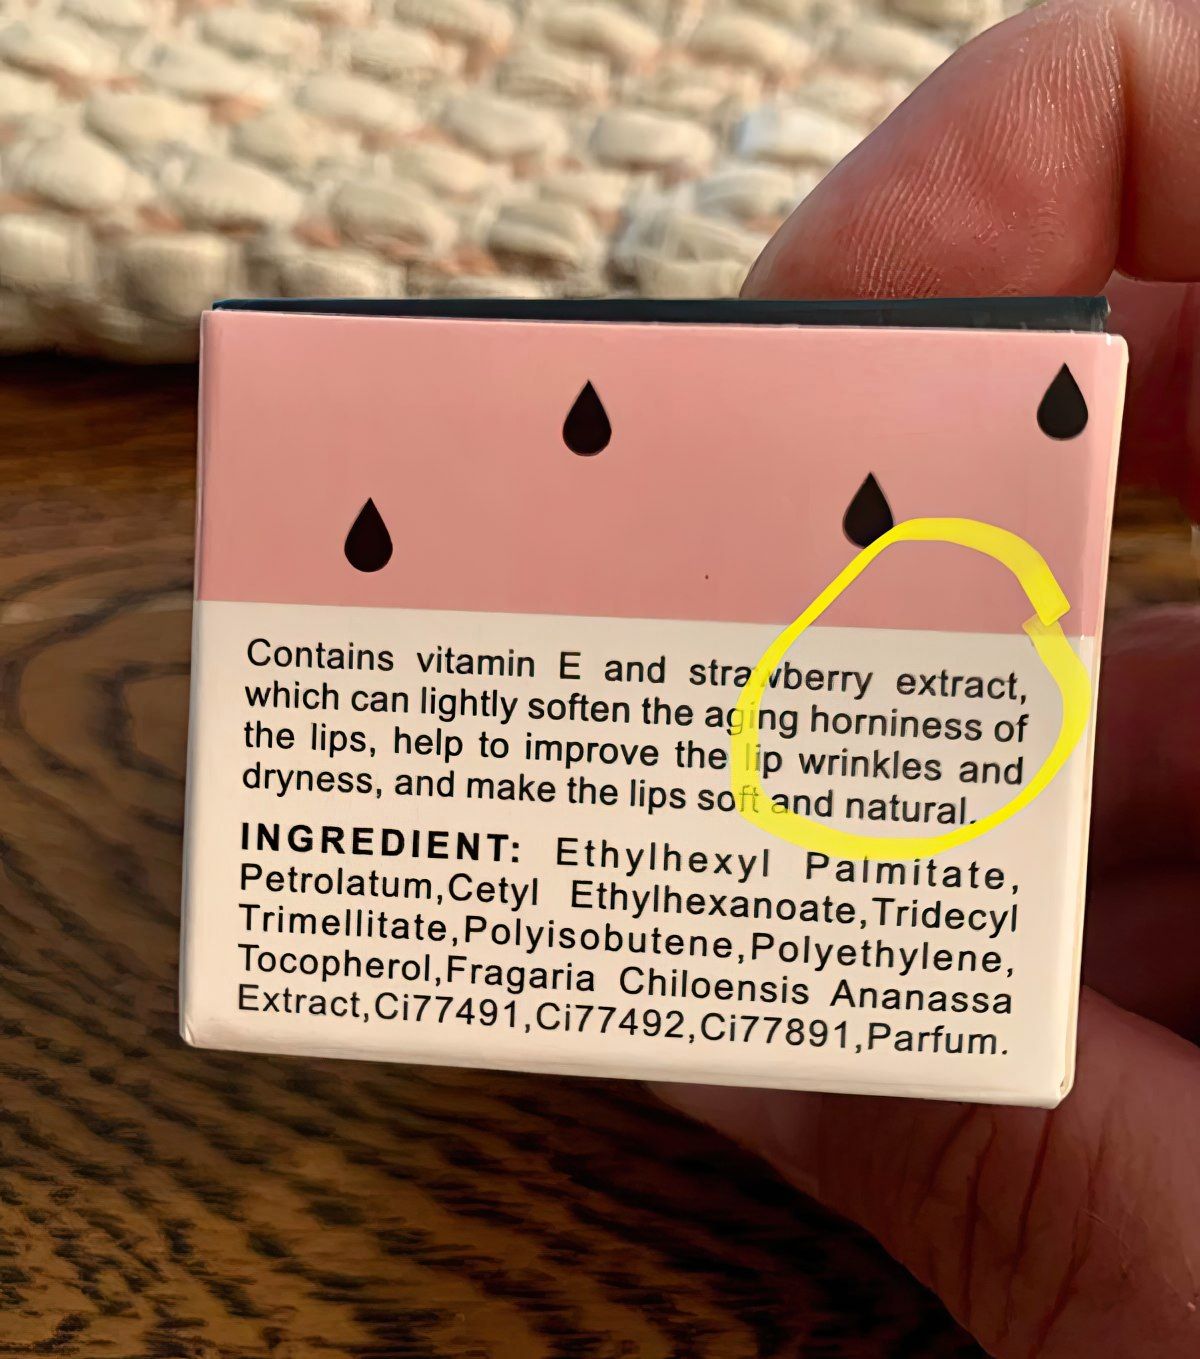 Contains vitamin E and strawberry extract,
which can lightly soften the aging horniness of
the lips, help to improve the lip wrinkles and
dryness, and make the lips soft and natural.
INGREDIENT: Ethylhexyl Palmitate,
Petrolatum,Cetyl Ethylhexanoate,Tridecyl
Trimellitate,Polyisobutene,Polyethylene,
Tocopherol,Fragaria Chiloensis Ananassa
Extract,Ci77491,Ci77492,Ci77891,Parfum.